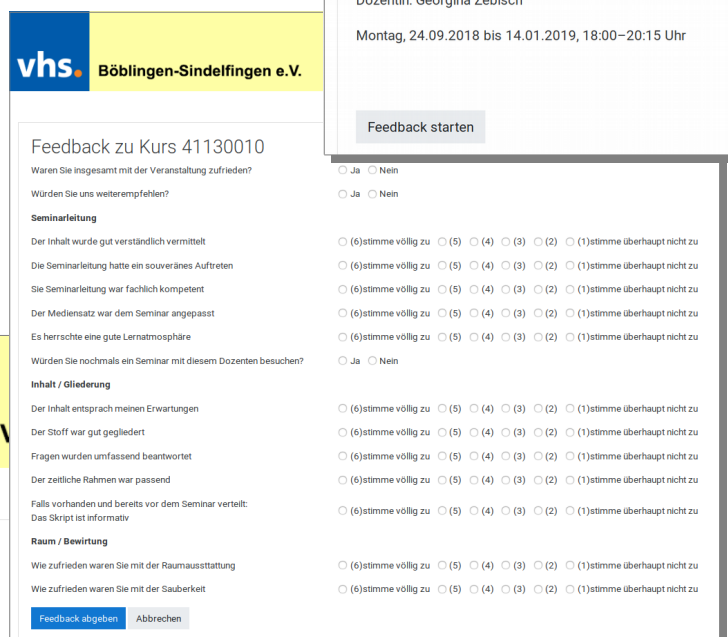 Dozentin: Georgina Zebisch
Montag, 24.09.2018 bis 14.01.2019, 18:00–20:15 Uhr
Feedback starten
vhs.
Böblingen-Sindelfingen e.V.
Feedback zu Kurs 41130010
Waren Sie insgesamt mit der Veranstaltung zufrieden? Ja Nein
Würden Sie uns weiterempfehlen? Ja Nein
Seminarleitung
Der Inhalt wurde gut verständlich vermittelt (6)stimme völlig zu (5) (4) (3) (2) (1)stimme überhaupt nicht zu
Die Seminarleitung hatte ein souveränes Auftreten (6)stimme völlig zu (5) (4) (3) (2) (1)stimme überhaupt nicht zu
Sie Seminarleitung war fachlich kompetent (6)stimme völlig zu (5) (4) (3) (2) (1)stimme überhaupt nicht zu
Der Mediensatz war dem Seminar angepasst (6)stimme völlig zu (5) (4) (3) (2) (1)stimme überhaupt nicht zu
Es herrschte eine gute Lernatmosphäre (6)stimme völlig zu (5) (4) (3) (2) (1)stimme überhaupt nicht zu
Würden Sie nochmals ein Seminar mit diesem Dozenten besuchen? Ja Nein
Inhalt / Gliederung
Der Inhalt entsprach meinen Erwartungen (6)stimme völlig zu (5) (4) (3) (2) (1)stimme überhaupt nicht zu
Der Stoff war gut gegliedert (6)stimme völlig zu (5) (4) (3) (2) (1)stimme überhaupt nicht zu
Fragen wurden umfassend beantwortet (6)stimme völlig zu (5) (4) (3) (2) (1)stimme überhaupt nicht zu
Der zeitliche Rahmen war passend (6)stimme völlig zu (5) (4) (3) (2) (1)stimme überhaupt nicht zu
Falls vorhanden und bereits vor dem Seminar verteilt:
Das Skript ist informativ (6)stimme völlig zu (5) (4) (3) (2) (1)stimme überhaupt nicht zu
Raum / Bewirtung
Wie zufrieden waren Sie mit der Raumausstattung (6)stimme völlig zu (5) (4) (3) (2) (1)stimme überhaupt nicht zu
Wie zufrieden waren Sie mit der Sauberkeit (6)stimme völlig zu (5) (4) (3) (2) (1)stimme überhaupt nicht zu
Feedback abgeben Abbrechen